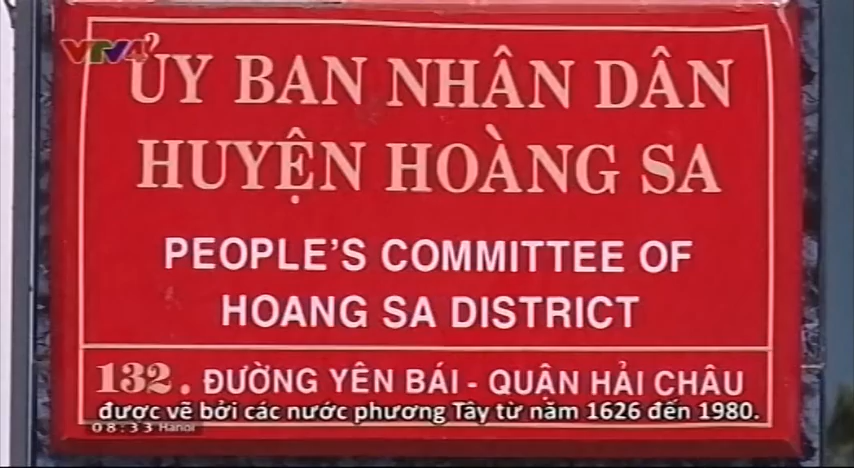 VTV4
ỦY BAN NHÂN DÂN
HUYỆN HOÀNG SA
PEOPLE'S COMMITTEE OF
HOANG SA DISTRICT
132. ĐƯỜNG YÊN BÁI - QUẬN HẢI CHÂU
được vẽ bởi các nước phương Tây từ năm 1626 đến 1980.
08:33 Hanoi